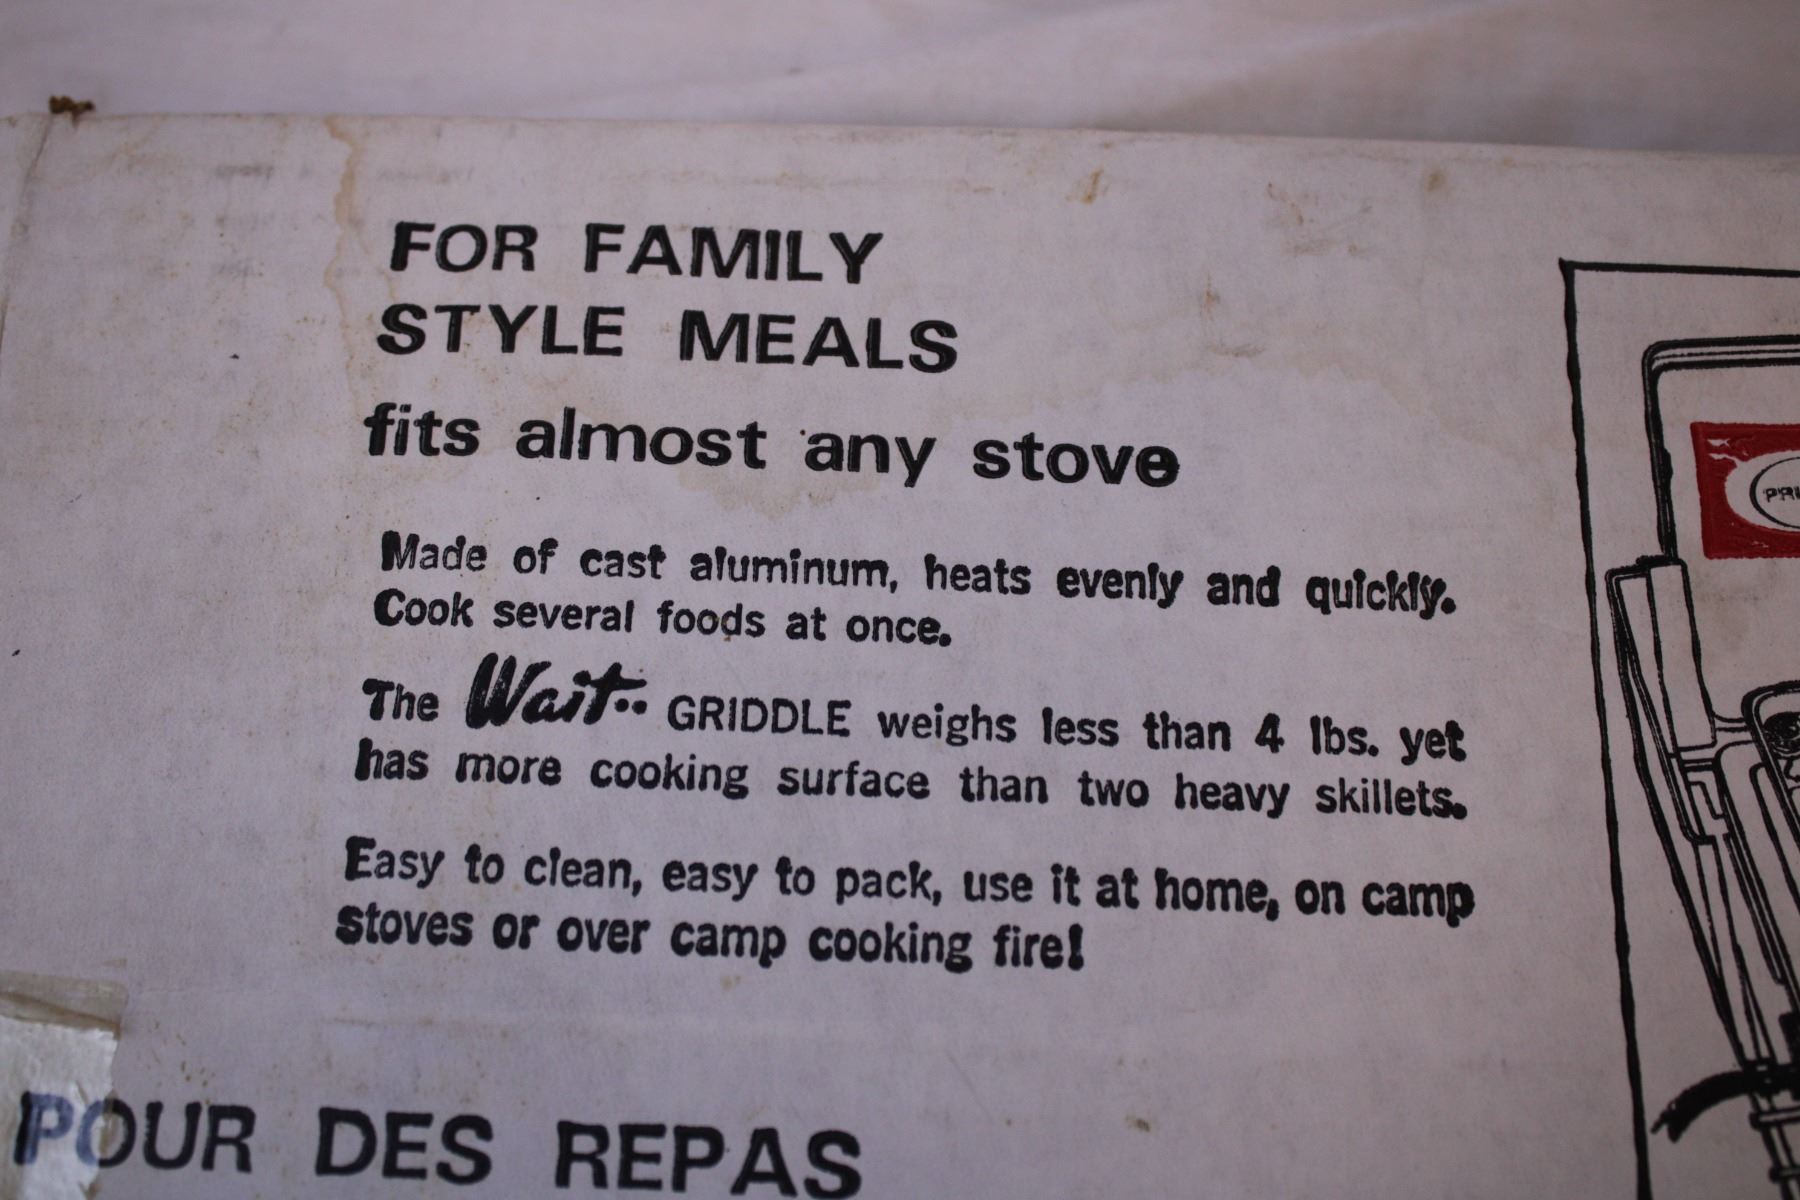 FOR FAMILY
STYLE MEALS
fits almost any stove
Made of cast aluminum, heats evenly and quickly.
Cook several foods at once.
The Wait.. GRIDDLE weighs less than 4 lbs. yet
has more cooking surface than two heavy skillets.
Easy to clean, easy to pack, use it at home, on camp
stoves or over camp cooking fire!
POUR DES REPAS